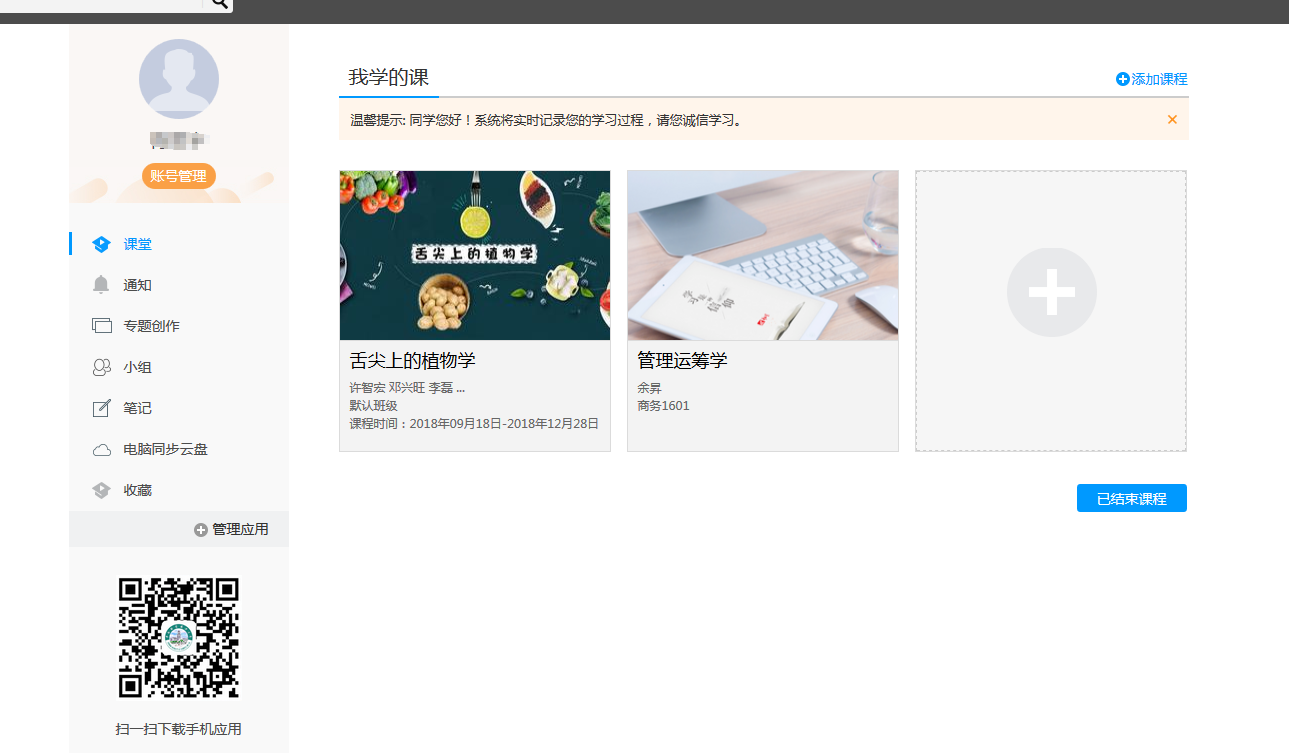 账号管理
课堂
通知
专题创作
小组
笔记
电脑同步云盘
收藏
管理应用
扫一扫下载手机应用
我学的课
添加课程
温馨提示: 同学您好！系统将实时记录您的学习过程，请您诚信学习。
舌尖上的植物学
舌尖上的植物学
许智宏 邓兴旺 李磊 ...
默认班级
课程时间：2018年09月18日-2018年12月28日
管理运筹学
余昇
商务1601
已结束课程